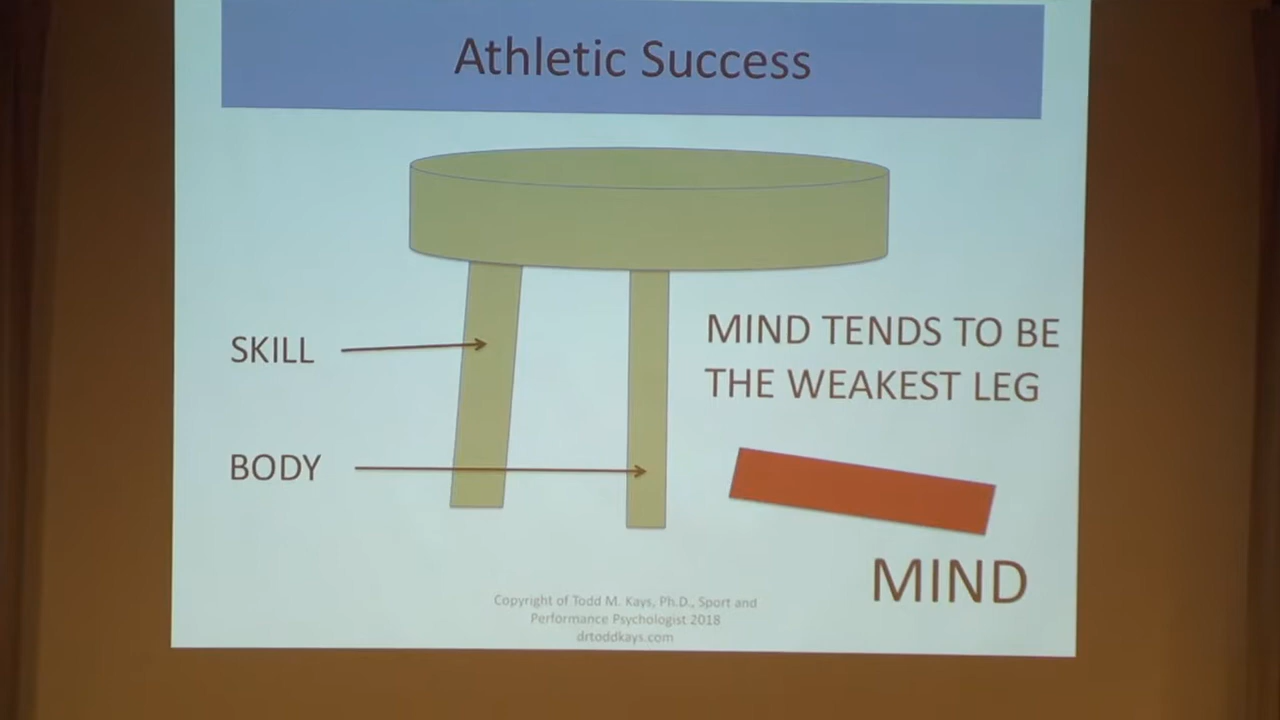 Athletic Success
SKILL
BODY
MIND TENDS TO BE
THE WEAKEST LEG
MIND
Copyright of Todd M. Kays, Ph.D., Sport and
Performance Psychologist 2018
drtoddkays.com